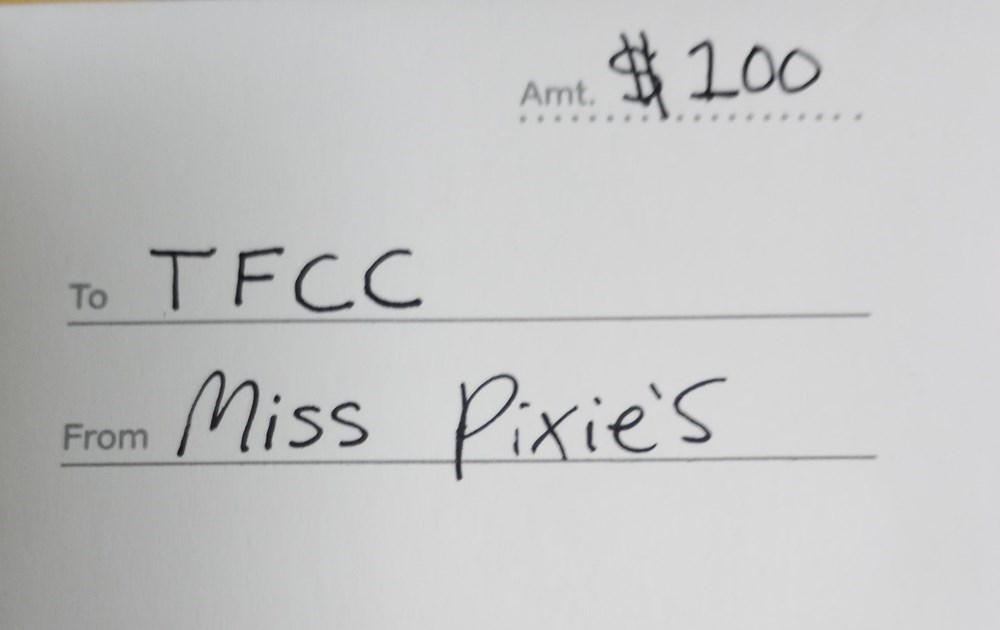 Amt. $100
To TFCC
From Miss Pixie's